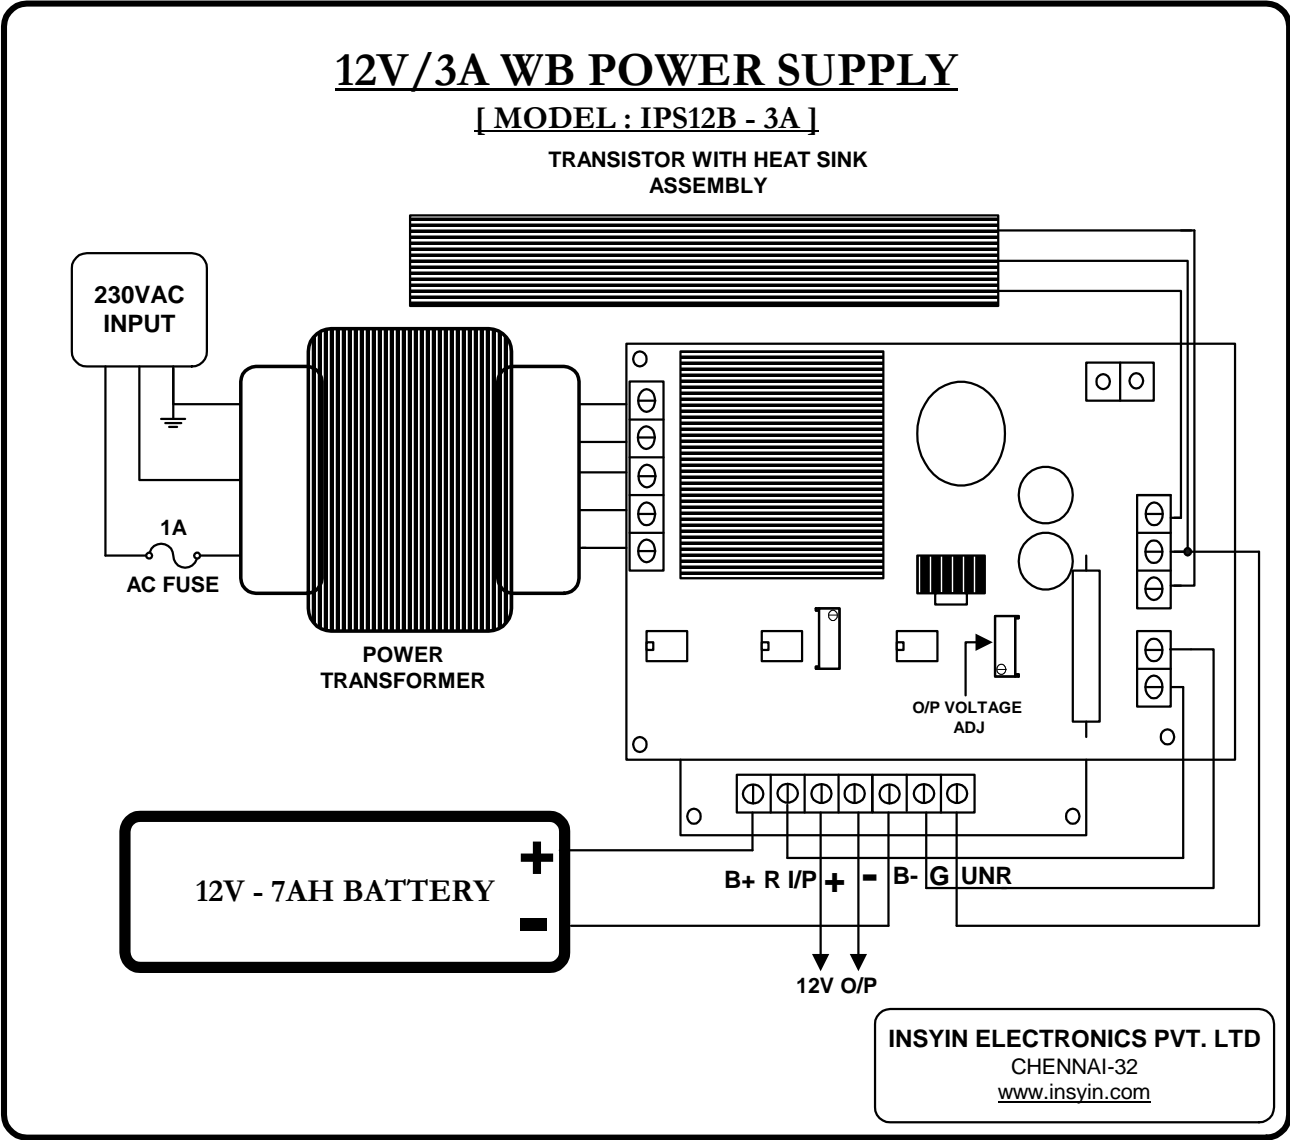 12V/3A WB POWER SUPPLY
[ MODEL : IPS12B - 3A ]
TRANSISTOR WITH HEAT SINK
ASSEMBLY
230VAC
INPUT
1A
AC FUSE
POWER
TRANSFORMER
O/P VOLTAGE
ADJ
12V - 7AH BATTERY
+
-
B+ R I/P + - B- G UNR
12V O/P
INSYIN ELECTRONICS PVT. LTD
CHENNAI-32
www.insyin.com